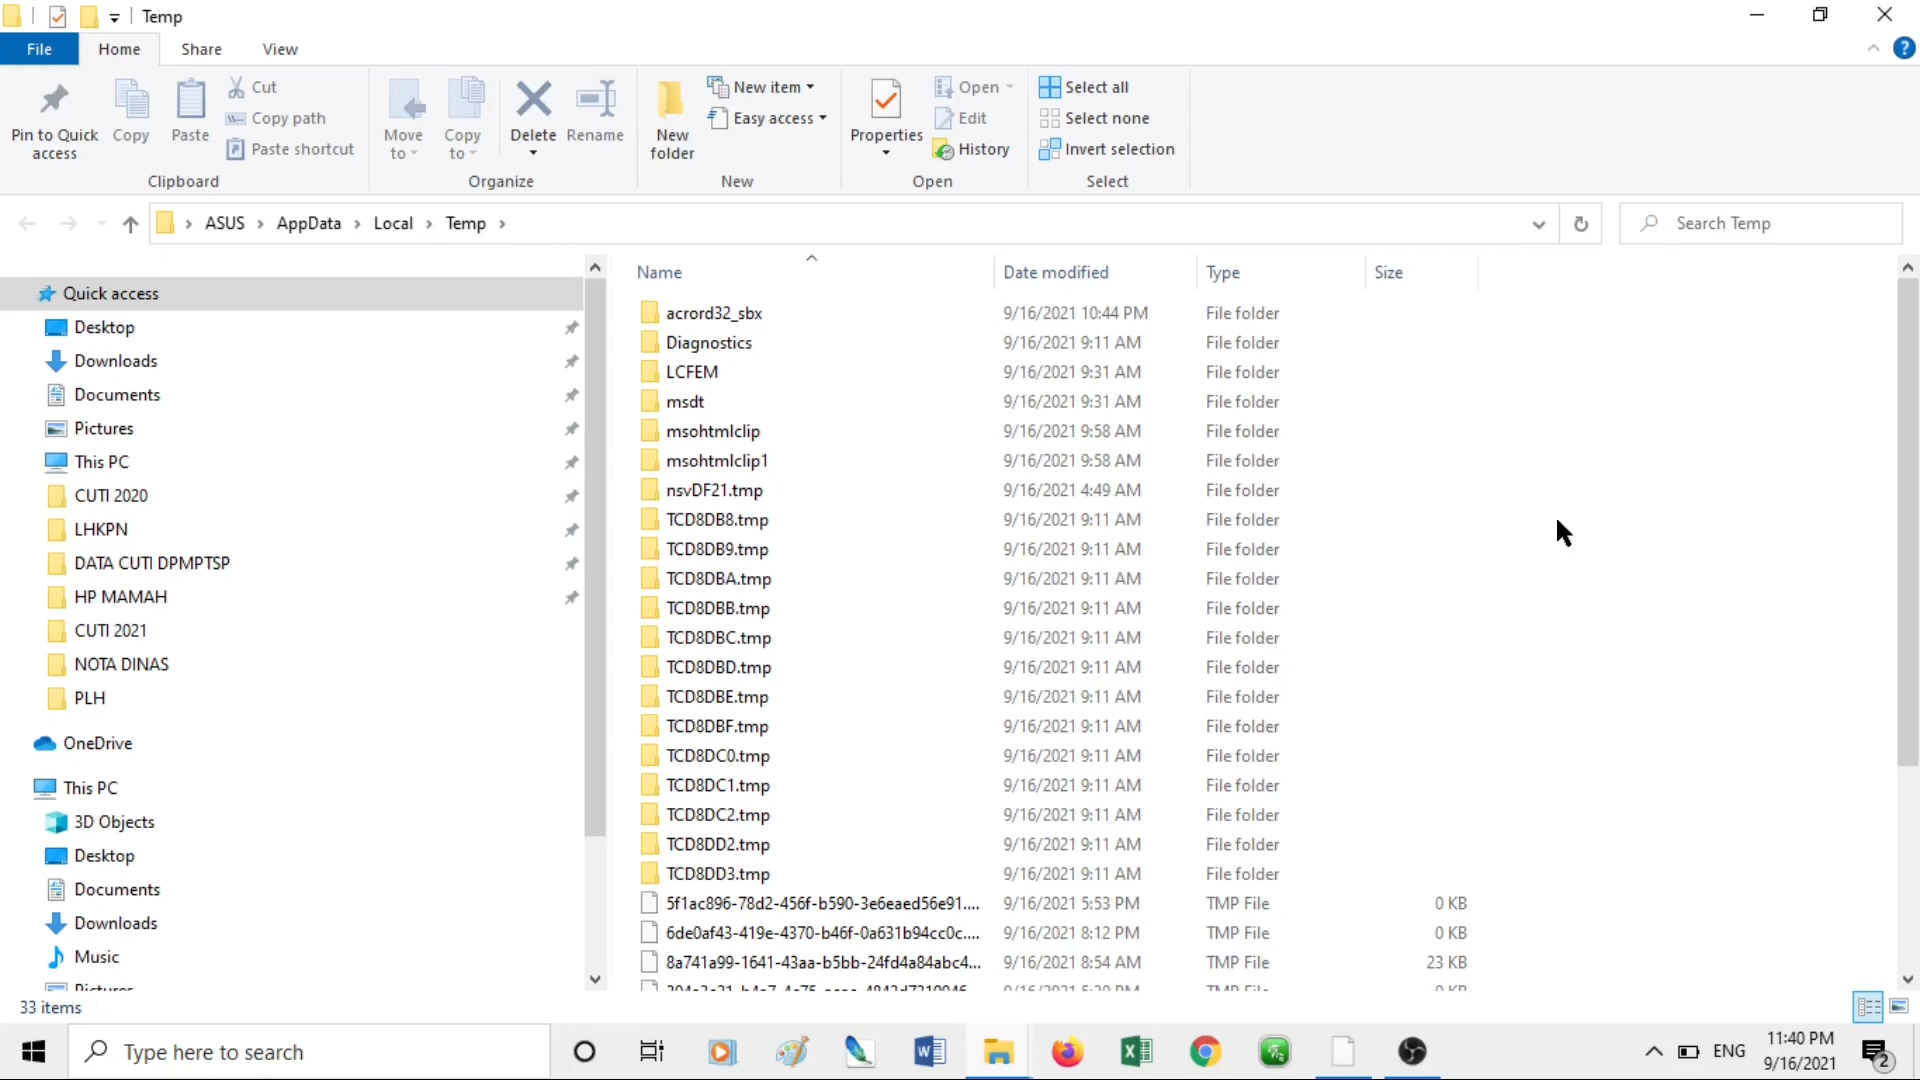 Temp
File Home Share View
Pin to Quick access
Copy
Paste
Cut
Copy path
Paste shortcut
Clipboard
Move to
Copy to
Delete
Rename
Organize
New folder
New item
Easy access
New
Properties
Open
Edit
History
Open
Select all
Select none
Invert selection
Select
ASUS AppData Local Temp
Search Temp
Quick access
Desktop
Downloads
Documents
Pictures
This PC
CUTI 2020
LHKPN
DATA CUTI DPMPTSP
HP MAMAH
CUTI 2021
NOTA DINAS
PLH
OneDrive
This PC
3D Objects
Desktop
Documents
Downloads
Music
Pictures
Name Date modified Type Size
acrord32_sbx 9/16/2021 10:44 PM File folder
Diagnostics 9/16/2021 9:11 AM File folder
LCFEM 9/16/2021 9:31 AM File folder
msdt 9/16/2021 9:31 AM File folder
msohtmlclip 9/16/2021 9:58 AM File folder
msohtmlclip1 9/16/2021 9:58 AM File folder
nsvDF21.tmp 9/16/2021 4:49 AM File folder
TCD8DB8.tmp 9/16/2021 9:11 AM File folder
TCD8DB9.tmp 9/16/2021 9:11 AM File folder
TCD8DBA.tmp 9/16/2021 9:11 AM File folder
TCD8DBB.tmp 9/16/2021 9:11 AM File folder
TCD8DBC.tmp 9/16/2021 9:11 AM File folder
TCD8DBD.tmp 9/16/2021 9:11 AM File folder
TCD8DBE.tmp 9/16/2021 9:11 AM File folder
TCD8DBF.tmp 9/16/2021 9:11 AM File folder
TCD8DC0.tmp 9/16/2021 9:11 AM File folder
TCD8DC1.tmp 9/16/2021 9:11 AM File folder
TCD8DC2.tmp 9/16/2021 9:11 AM File folder
TCD8DD2.tmp 9/16/2021 9:11 AM File folder
TCD8DD3.tmp 9/16/2021 9:11 AM File folder
5f1ac896-78d2-456f-b590-3e6eaed56e91.... 9/16/2021 5:53 PM TMP File 0 KB
6de0af43-419e-4370-b46f-0a631b94cc0c.... 9/16/2021 8:12 PM TMP File 0 KB
8a741a99-1641-43aa-b5bb-24fd4a84abc4... 9/16/2021 8:54 AM TMP File 23 KB
33 items
Type here to search
ENG
11:40 PM
9/16/2021
2